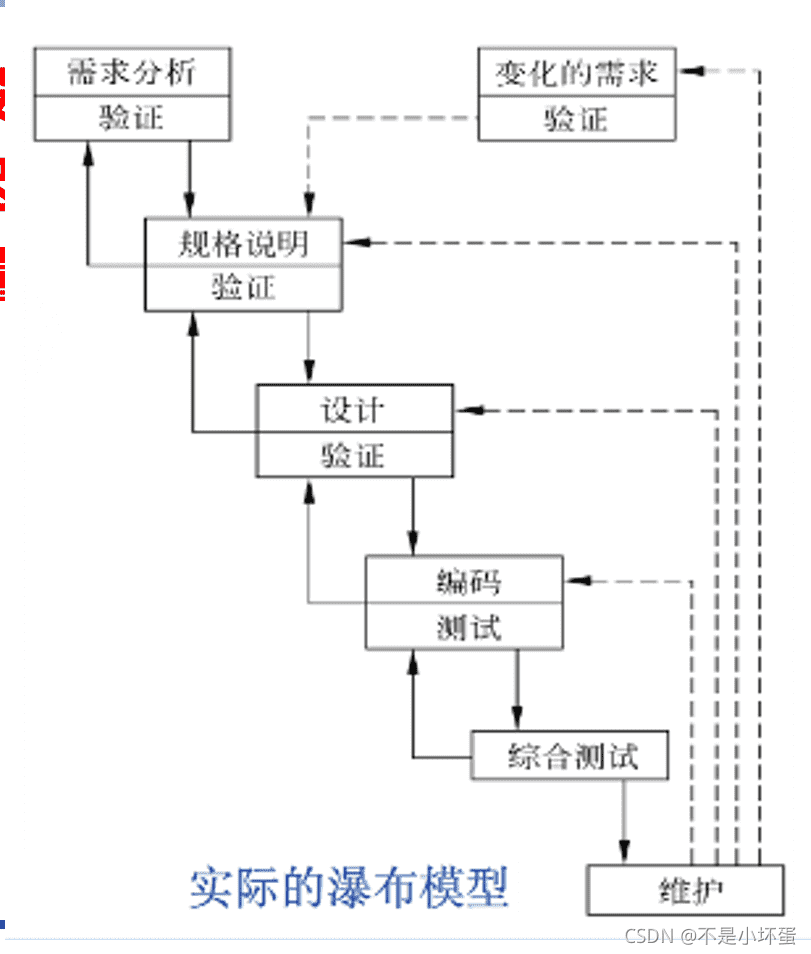 需求分析
验证
变化的需求
验证
规格说明
验证
设计
验证
编码
测试
综合测试
维护
实际的瀑布模型
CSDN @不是小坏蛋